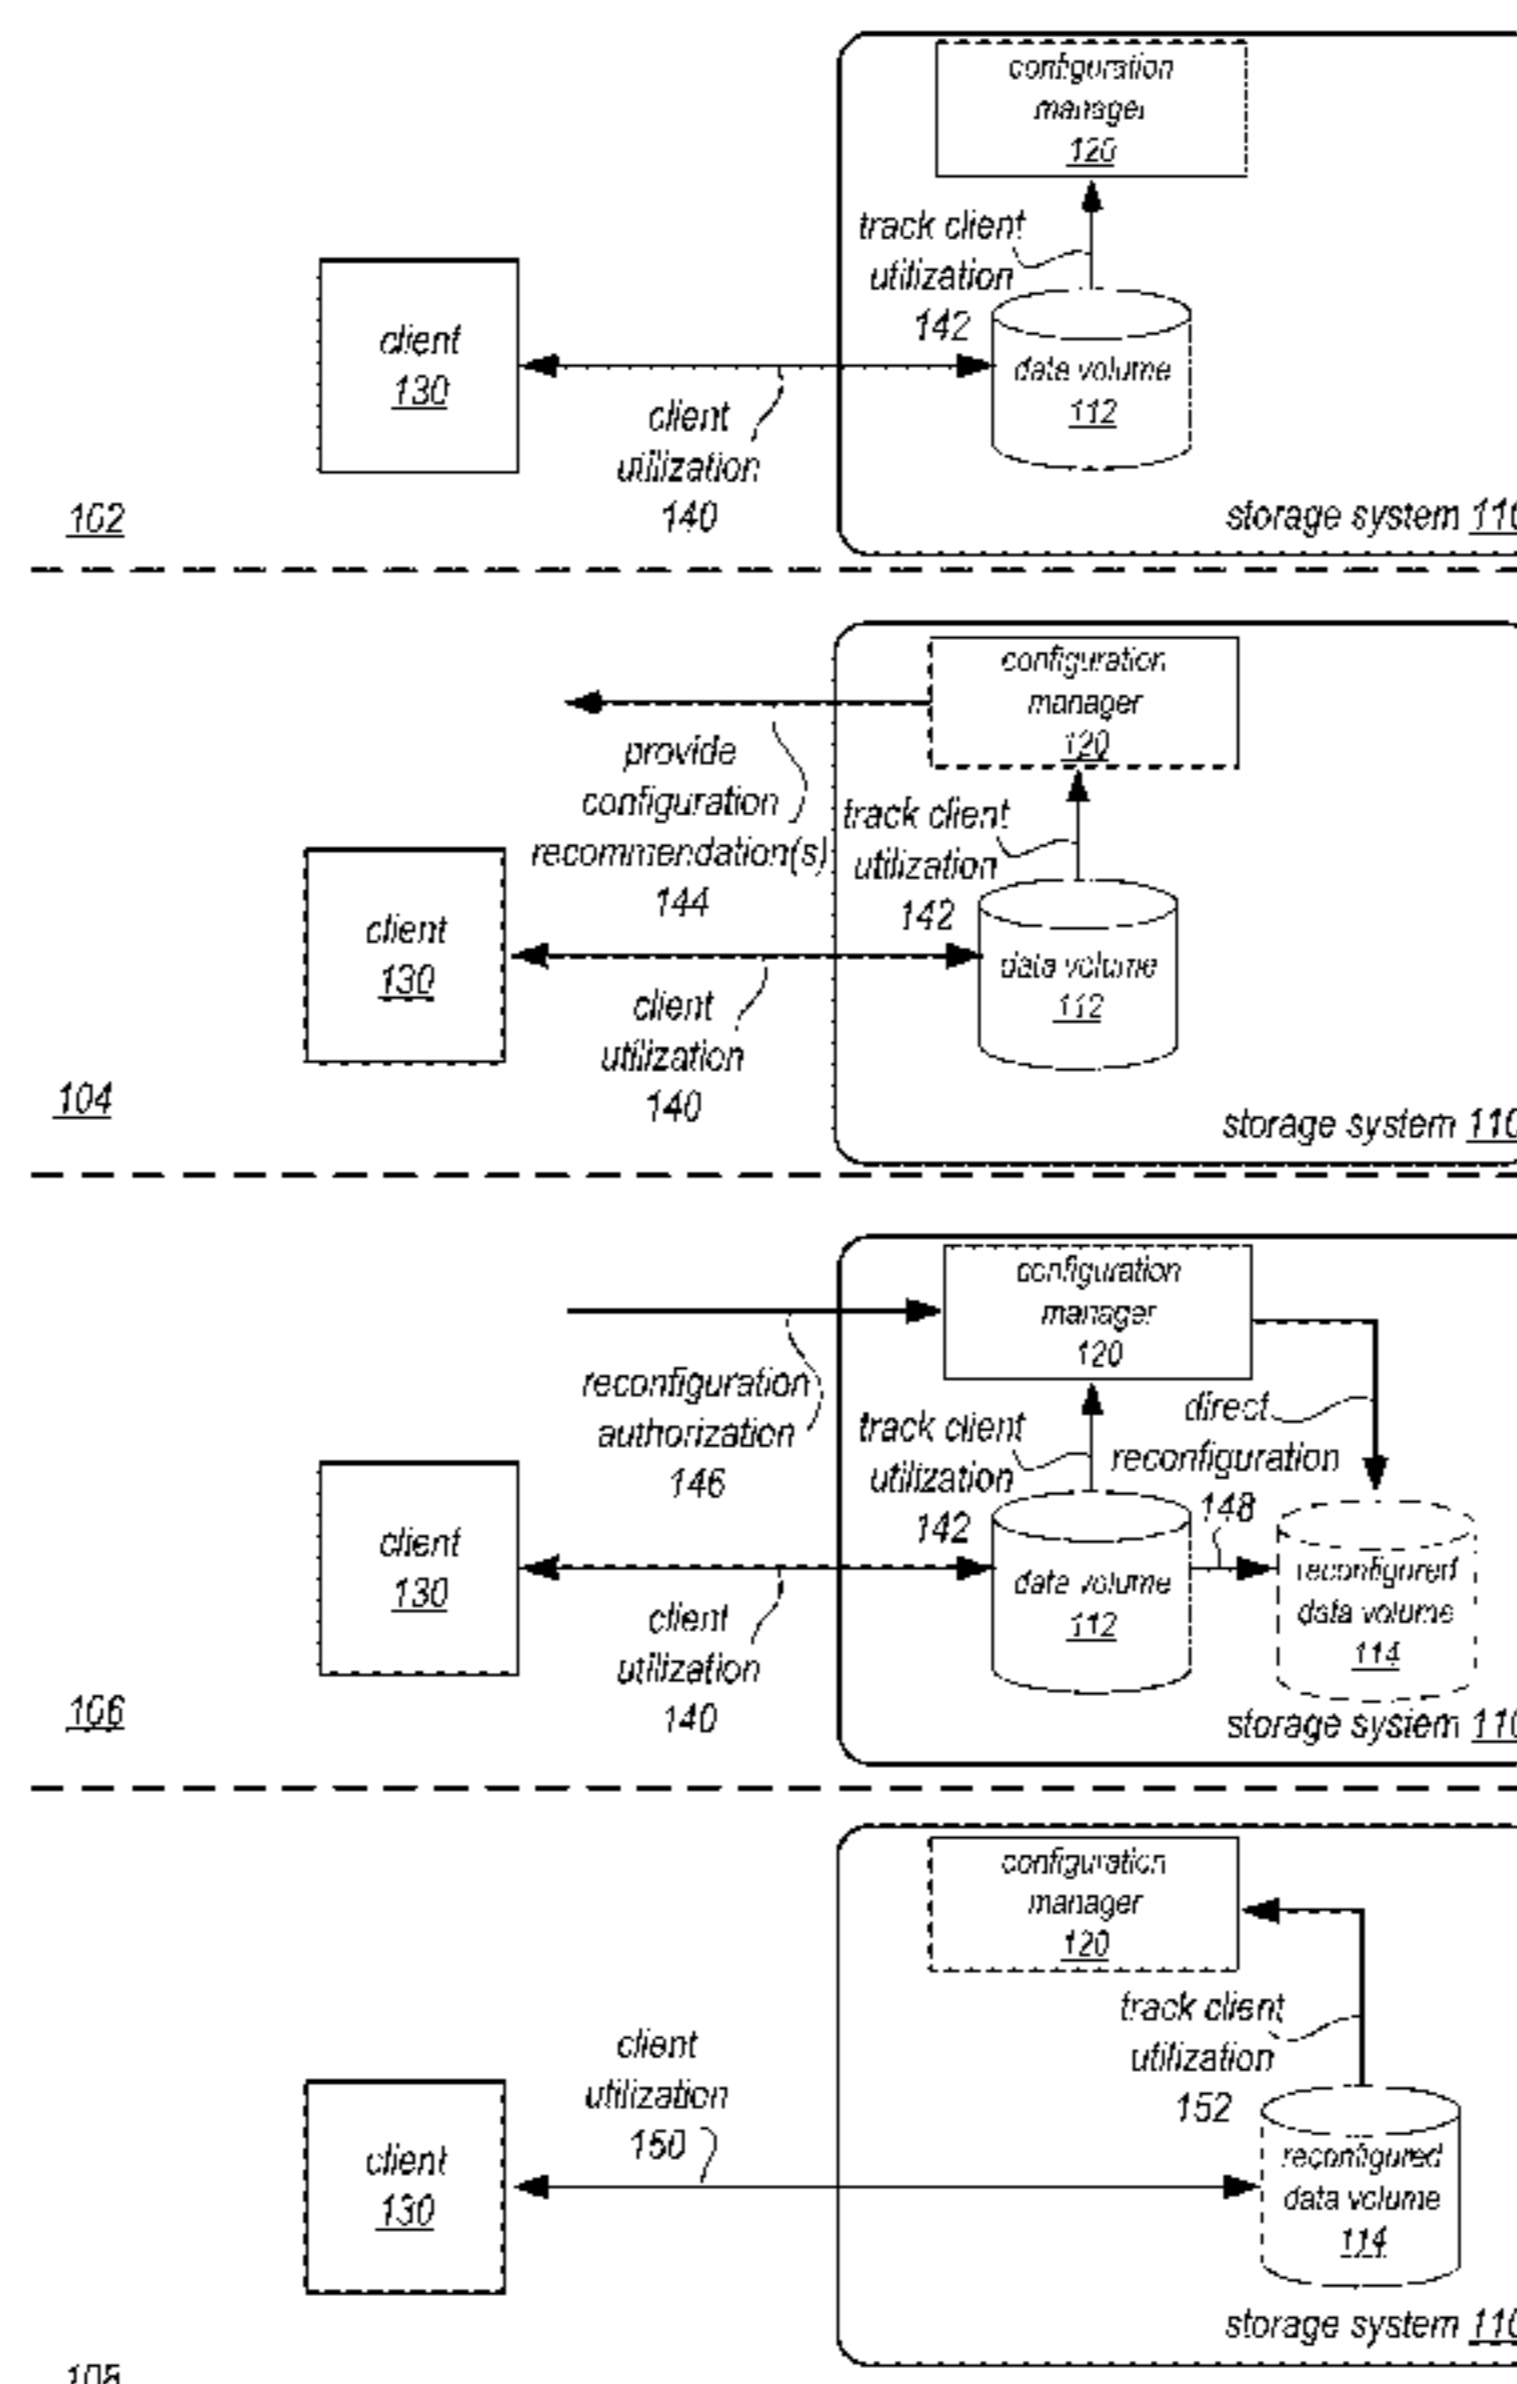 configuration
manager
120
track client
utilization
142
client
130
data volume
112
client
utilization
140
102
storage system 110
configuration
manager
120
provide
configuration
recommendation(s)
144
track client
utilization
142
client
130
data volume
112
client
utilization
140
104
storage system 110
configuration
manager
120
reconfiguration
authorization
146
track client
utilization
142
direct
reconfiguration
148
client
130
data volume
112
reconfigured
data volume
114
client
utilization
140
106
storage system 110
configuration
manager
120
track client
utilization
152
client
utilization
150
client
130
reconfigured
data volume
114
storage system 110
108